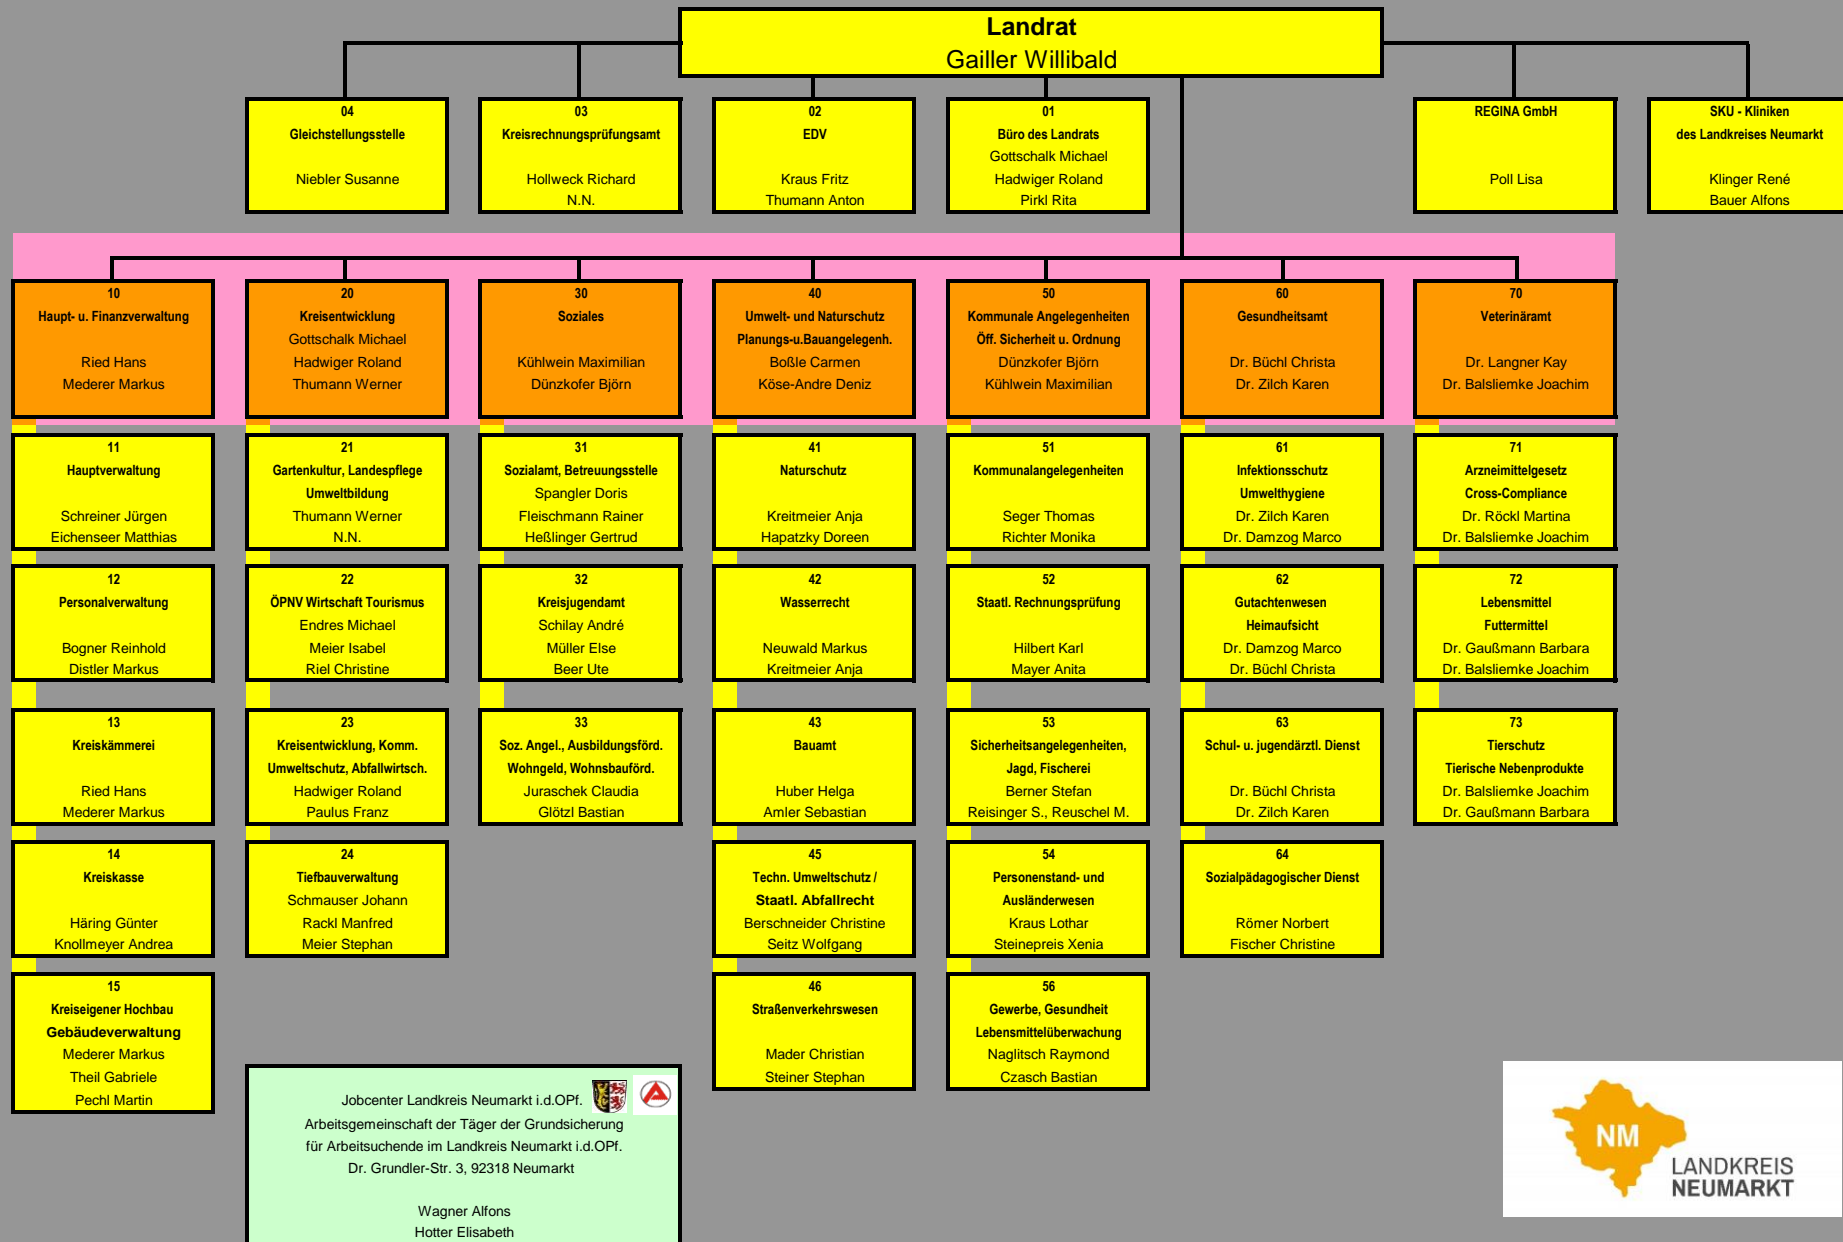 Landrat
Gailler Willibald
04
Gleichstellungsstelle
Niebler Susanne
03
Kreisrechnungsprüfungsamt
Hollweck Richard
N.N.
02
EDV
Kraus Fritz
Thumann Anton
01
Büro des Landrats
Gottschalk Michael
Hadwiger Roland
Pirkl Rita
REGINA GmbH
Poll Lisa
SKU - Kliniken
des Landkreises Neumarkt
Klinger René
Bauer Alfons
10
Haupt- u. Finanzverwaltung
Ried Hans
Mederer Markus
20
Kreisentwicklung
Gottschalk Michael
Hadwiger Roland
Thumann Werner
30
Soziales
Kühlwein Maximilian
Dünzkofer Björn
40
Umwelt- und Naturschutz
Planungs-u.Bauangelegenh.
Boßle Carmen
Köse-Andre Deniz
50
Kommunale Angelegenheiten
Öff. Sicherheit u. Ordnung
Dünzkofer Björn
Kühlwein Maximilian
60
Gesundheitsamt
Dr. Büchl Christa
Dr. Zilch Karen
70
Veterinäramt
Dr. Langner Kay
Dr. Balsliemke Joachim
11
Hauptverwaltung
Schreiner Jürgen
Eichenseer Matthias
21
Gartenkultur, Landespflege
Umweltbildung
Thumann Werner
N.N.
31
Sozialamt, Betreuungsstelle
Spangler Doris
Fleischmann Rainer
Heßlinger Gertrud
41
Naturschutz
Kreitmeier Anja
Hapatzky Doreen
51
Kommunalangelegenheiten
Seger Thomas
Richter Monika
61
Infektionsschutz
Umwelthygiene
Dr. Zilch Karen
Dr. Damzog Marco
71
Arzneimittelgesetz
Cross-Compliance
Dr. Röckl Martina
Dr. Balsliemke Joachim
12
Personalverwaltung
Bogner Reinhold
Distler Markus
22
ÖPNV Wirtschaft Tourismus
Endres Michael
Meier Isabel
Riel Christine
32
Kreisjugendamt
Schilay André
Müller Else
Beer Ute
42
Wasserrecht
Neuwald Markus
Kreitmeier Anja
52
Staatl. Rechnungsprüfung
Hilbert Karl
Mayer Anita
62
Gutachtenwesen
Heimaufsicht
Dr. Damzog Marco
Dr. Büchl Christa
72
Lebensmittel
Futtermittel
Dr. Gaußmann Barbara
Dr. Balsliemke Joachim
13
Kreiskämmerei
Ried Hans
Mederer Markus
23
Kreisentwicklung, Komm.
Umweltschutz, Abfallwirtsch.
Hadwiger Roland
Paulus Franz
33
Soz. Angel., Ausbildungsförd.
Wohngeld, Wohnsbauförd.
Juraschek Claudia
Glötzl Bastian
43
Bauamt
Huber Helga
Amler Sebastian
53
Sicherheitsangelegenheiten,
Jagd, Fischerei
Berner Stefan
Reisinger S., Reuschel M.
63
Schul- u. jugendärztl. Dienst
Dr. Büchl Christa
Dr. Zilch Karen
73
Tierschutz
Tierische Nebenprodukte
Dr. Balsliemke Joachim
Dr. Gaußmann Barbara
14
Kreiskasse
Häring Günter
Knollmeyer Andrea
24
Tiefbauverwaltung
Schmauser Johann
Rackl Manfred
Meier Stephan
45
Techn. Umweltschutz /
Staatl. Abfallrecht
Berschneider Christine
Seitz Wolfgang
54
Personenstand- und
Ausländerwesen
Kraus Lothar
Steinepreis Xenia
64
Sozialpädagogischer Dienst
Römer Norbert
Fischer Christine
15
Kreiseigener Hochbau
Gebäudeverwaltung
Mederer Markus
Theil Gabriele
Pechl Martin
46
Straßenverkehrswesen
Mader Christian
Steiner Stephan
56
Gewerbe, Gesundheit
Lebensmittelüberwachung
Naglitsch Raymond
Czasch Bastian
Jobcenter Landkreis Neumarkt i.d.OPf.
Arbeitsgemeinschaft der Täger der Grundsicherung
für Arbeitsuchende im Landkreis Neumarkt i.d.OPf.
Dr. Grundler-Str. 3, 92318 Neumarkt
Wagner Alfons
Hotter Elisabeth
NM
LANDKREIS
NEUMARKT